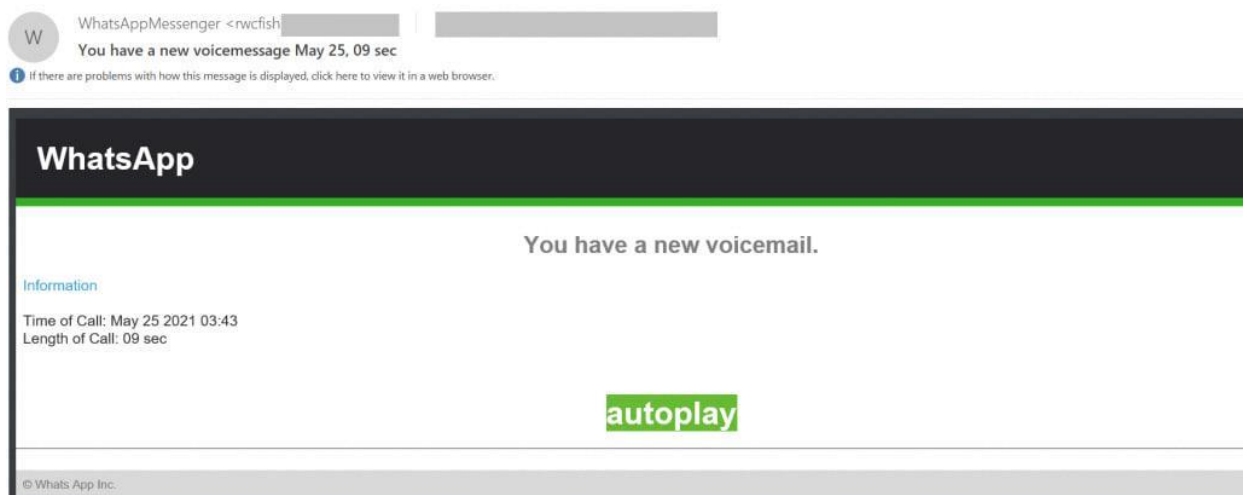 W
WhatsAppMessenger <rwcfish
You have a new voicemessage May 25, 09 sec
If there are problems with how this message is displayed, click here to view it in a web browser.
WhatsApp
You have a new voicemail.
Information
Time of Call: May 25 2021 03:43
Length of Call: 09 sec
autoplay
© Whats App Inc.